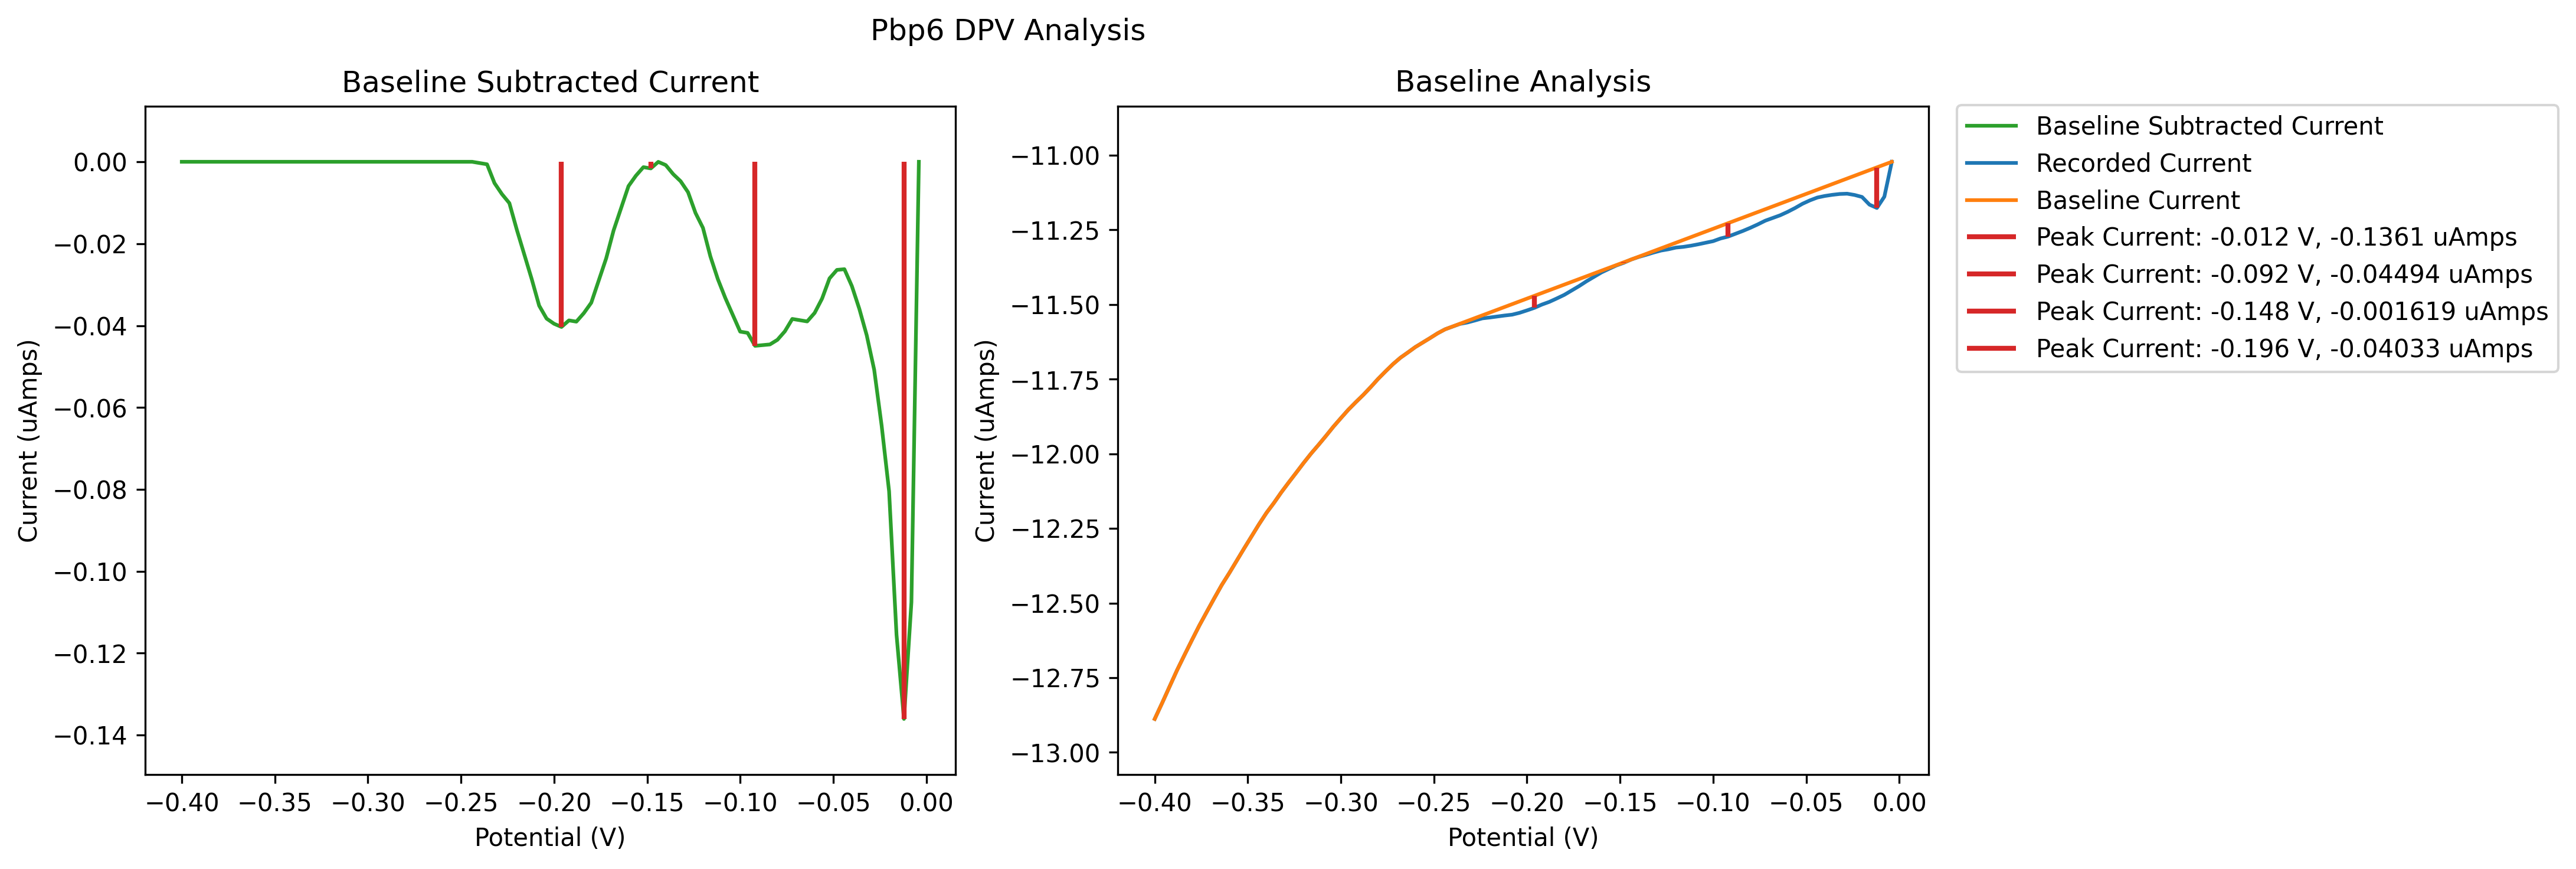 Pbp6 DPV Analysis
Baseline Subtracted Current
0.00
−0.02
−0.04
−0.06
−0.08
−0.10
−0.12
−0.14
Current (uAmps)
−0.40 −0.35 −0.30 −0.25 −0.20 −0.15 −0.10 −0.05 0.00
Potential (V)
Baseline Analysis
−11.00
−11.25
−11.50
−11.75
−12.00
−12.25
−12.50
−12.75
−13.00
Current (uAmps)
−0.40 −0.35 −0.30 −0.25 −0.20 −0.15 −0.10 −0.05 0.00
Potential (V)
Baseline Subtracted Current
Recorded Current
Baseline Current
Peak Current: -0.012 V, -0.1361 uAmps
Peak Current: -0.092 V, -0.04494 uAmps
Peak Current: -0.148 V, -0.001619 uAmps
Peak Current: -0.196 V, -0.04033 uAmps